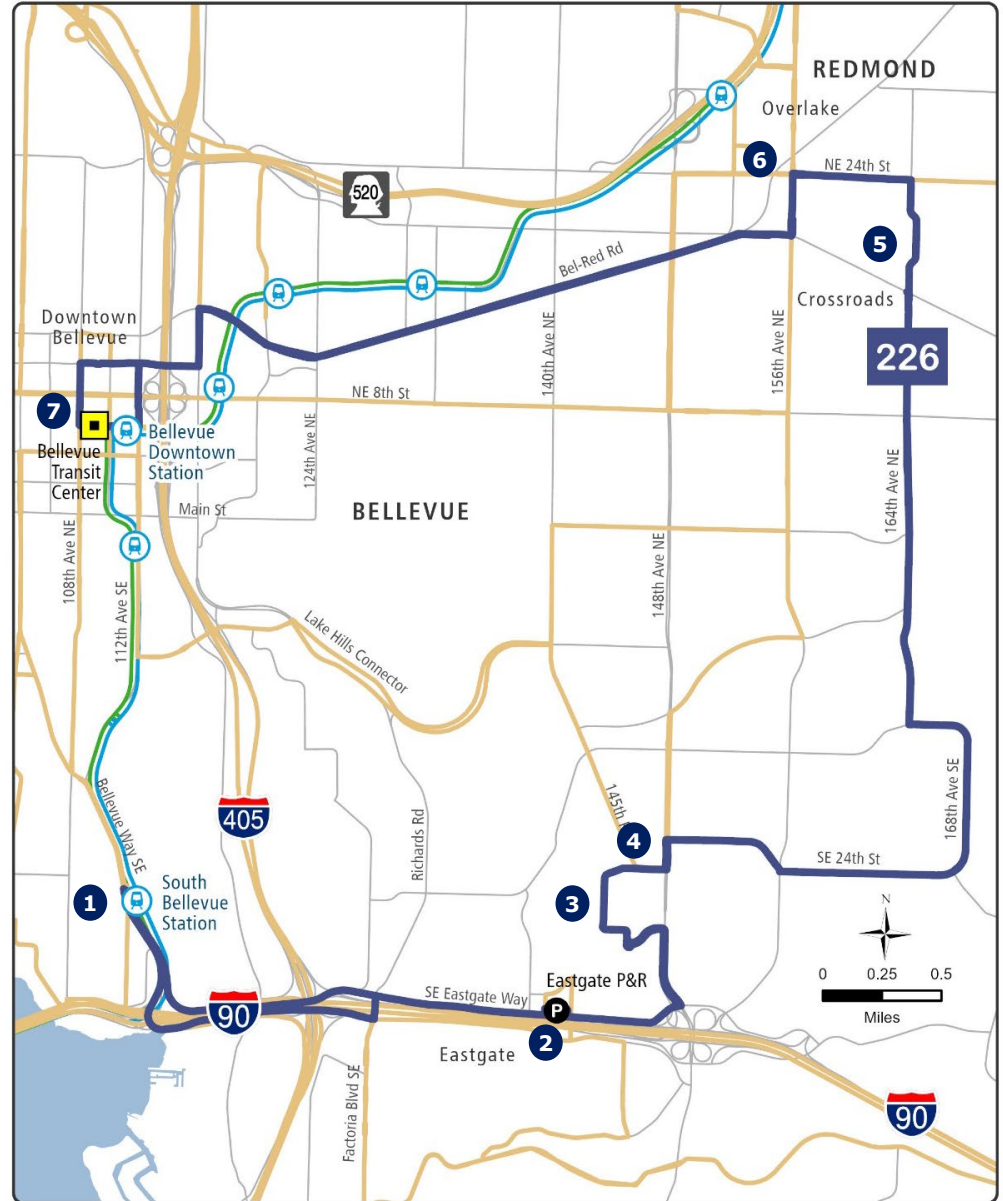 REDMOND
Overlake
6
NE 24th St
520
5
Bel-Red Rd
Crossroads
Downtown
Bellevue
226
140th Ave NE
156th Ave NE
NE 8th St
7
Bellevue
Downtown
Station
Bellevue
Transit
Center
124th Ave NE
164th Ave NE
Main St
BELLEVUE
108th Ave NE
148th Ave NE
112th Ave SE
Lake Hills Connector
168th Ave SE
Bellevue Way SE
405
145th
Richards Rd
4
SE 24th St
1
South
Bellevue
Station
3
N
0 0.25 0.5
Miles
Eastgate P&R
SE Eastgate Way
P
90
2
Eastgate
Factoria Blvd SE
90